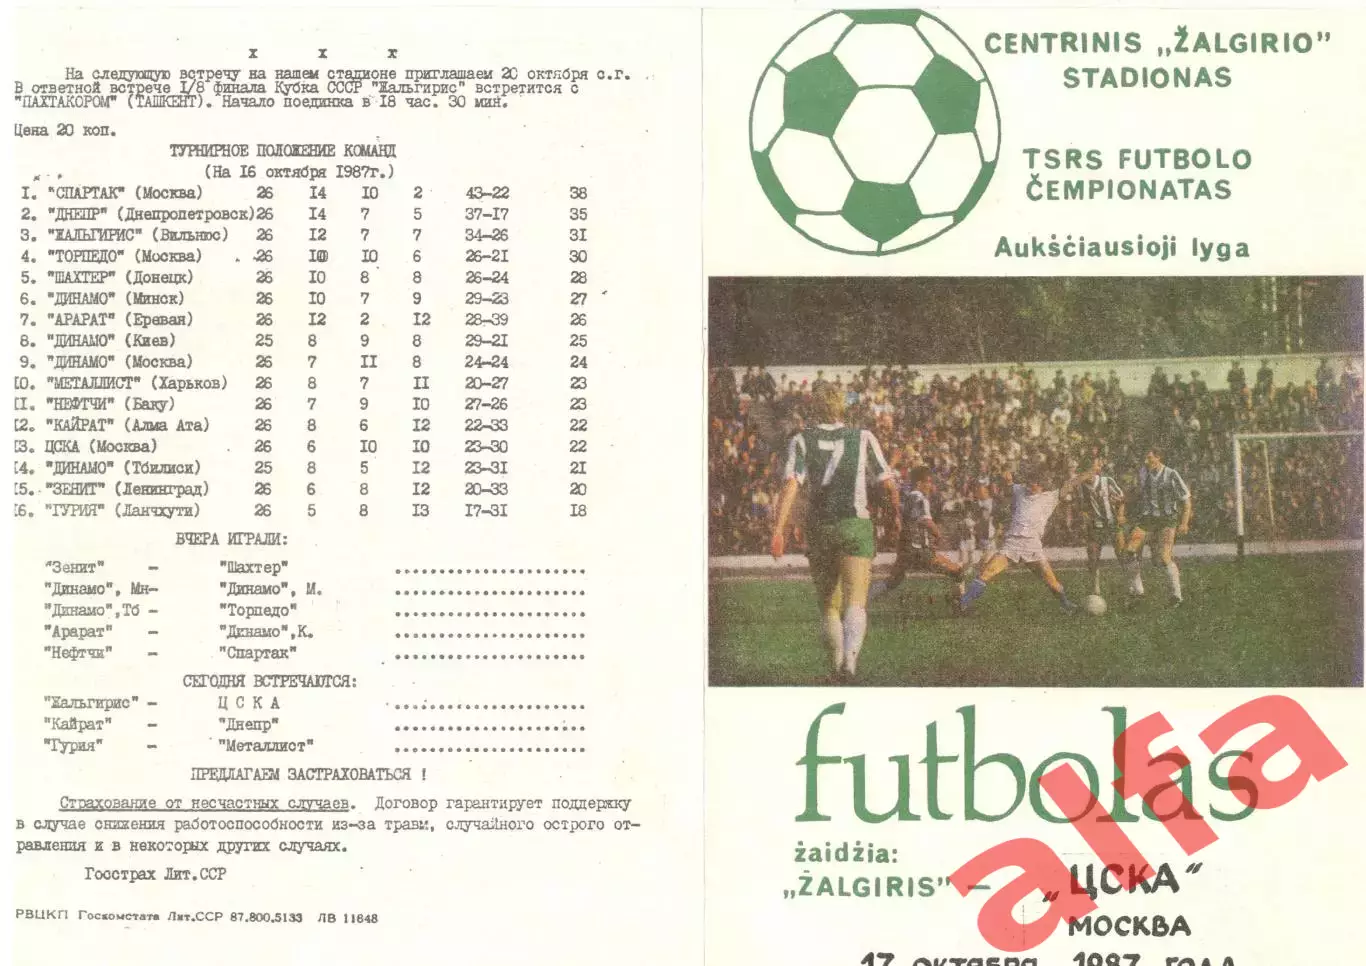 х х х
На следующую встречу на нашем стадионе приглашаем 20 октября с.г.
В ответной встрече I/8 финала Кубка СССР "Жальгирис" встретится с
"ПАХТАКОРОМ" (ТАШКЕНТ). Начало поединка в 18 час. 30 мин.
Цена 20 коп.
ТУРНИРНОЕ ПОЛОЖЕНИЕ КОМАНД
(На 16 октября 1987г.)
1. "СПАРТАК" (Москва) 26 14 10 2 43-22 38
2. "ДНЕПР" (Днепропетровск) 26 14 7 5 37-17 35
3. "ЖАЛЬГИРИС" (Вильнюс) 26 12 7 7 34-26 31
4. "ТОРПЕДО" (Москва) 26 10 10 6 26-21 30
5. "ШАХТЕР" (Донецк) 26 10 8 8 26-24 28
6. "ДИНАМО" (Минск) 26 10 7 9 29-23 27
7. "АРАРАТ" (Ереван) 26 12 2 12 28-39 26
8. "ДИНАМО" (Киев) 25 8 9 8 29-21 25
9. "ДИНАМО" (Москва) 26 7 11 8 24-24 24
10. "МЕТАЛЛИСТ" (Харьков) 26 8 7 11 20-27 23
11. "НЕФТЧИ" (Баку) 26 7 9 10 27-26 23
12. "КАЙРАТ" (Алма Ата) 26 8 6 12 22-33 22
13. ЦСКА (Москва) 26 6 10 10 23-30 22
14. "ДИНАМО" (Тбилиси) 25 8 5 12 23-31 21
15. "ЗЕНИТ" (Ленинград) 26 6 8 12 20-33 20
16. "ГУРИЯ" (Ланчхути) 26 5 8 13 17-31 18
ВЧЕРА ИГРАЛИ:
"Зенит" - "Шахтер" ........................
"Динамо", Мн- "Динамо", М. ........................
"Динамо",Тб - "Торпедо" ........................
"Арарат" - "Динамо",К. ........................
"Нефтчи" - "Спартак" ........................
СЕГОДНЯ ВСТРЕЧАЮТСЯ:
"Жальгирис" - Ц С К А ........................
"Кайрат" - "Днепр" ........................
"Гурия" - "Металлист" ........................
ПРЕДЛАГАЕМ ЗАСТРАХОВАТЬСЯ !
Страхование от несчастных случаев. Договор гарантирует поддержку
в случае снижения работоспособности из-за травм, случайного острого от-
равления и в некоторых других случаях.
Госстрах Лит.ССР
РВЦКП Госкомстата Лит.ССР 87.800.5133 ЛВ 11648
CENTRINIS „ŽALGIRIO"
STADIONAS
TSRS FUTBOLO
ČEMPIONATAS
Aukščiausioji lyga
7
futbolas
žaidžia:
„ŽALGIRIS" – „ЦСКА"
МОСКВА
17 октября 1987 года
alfa